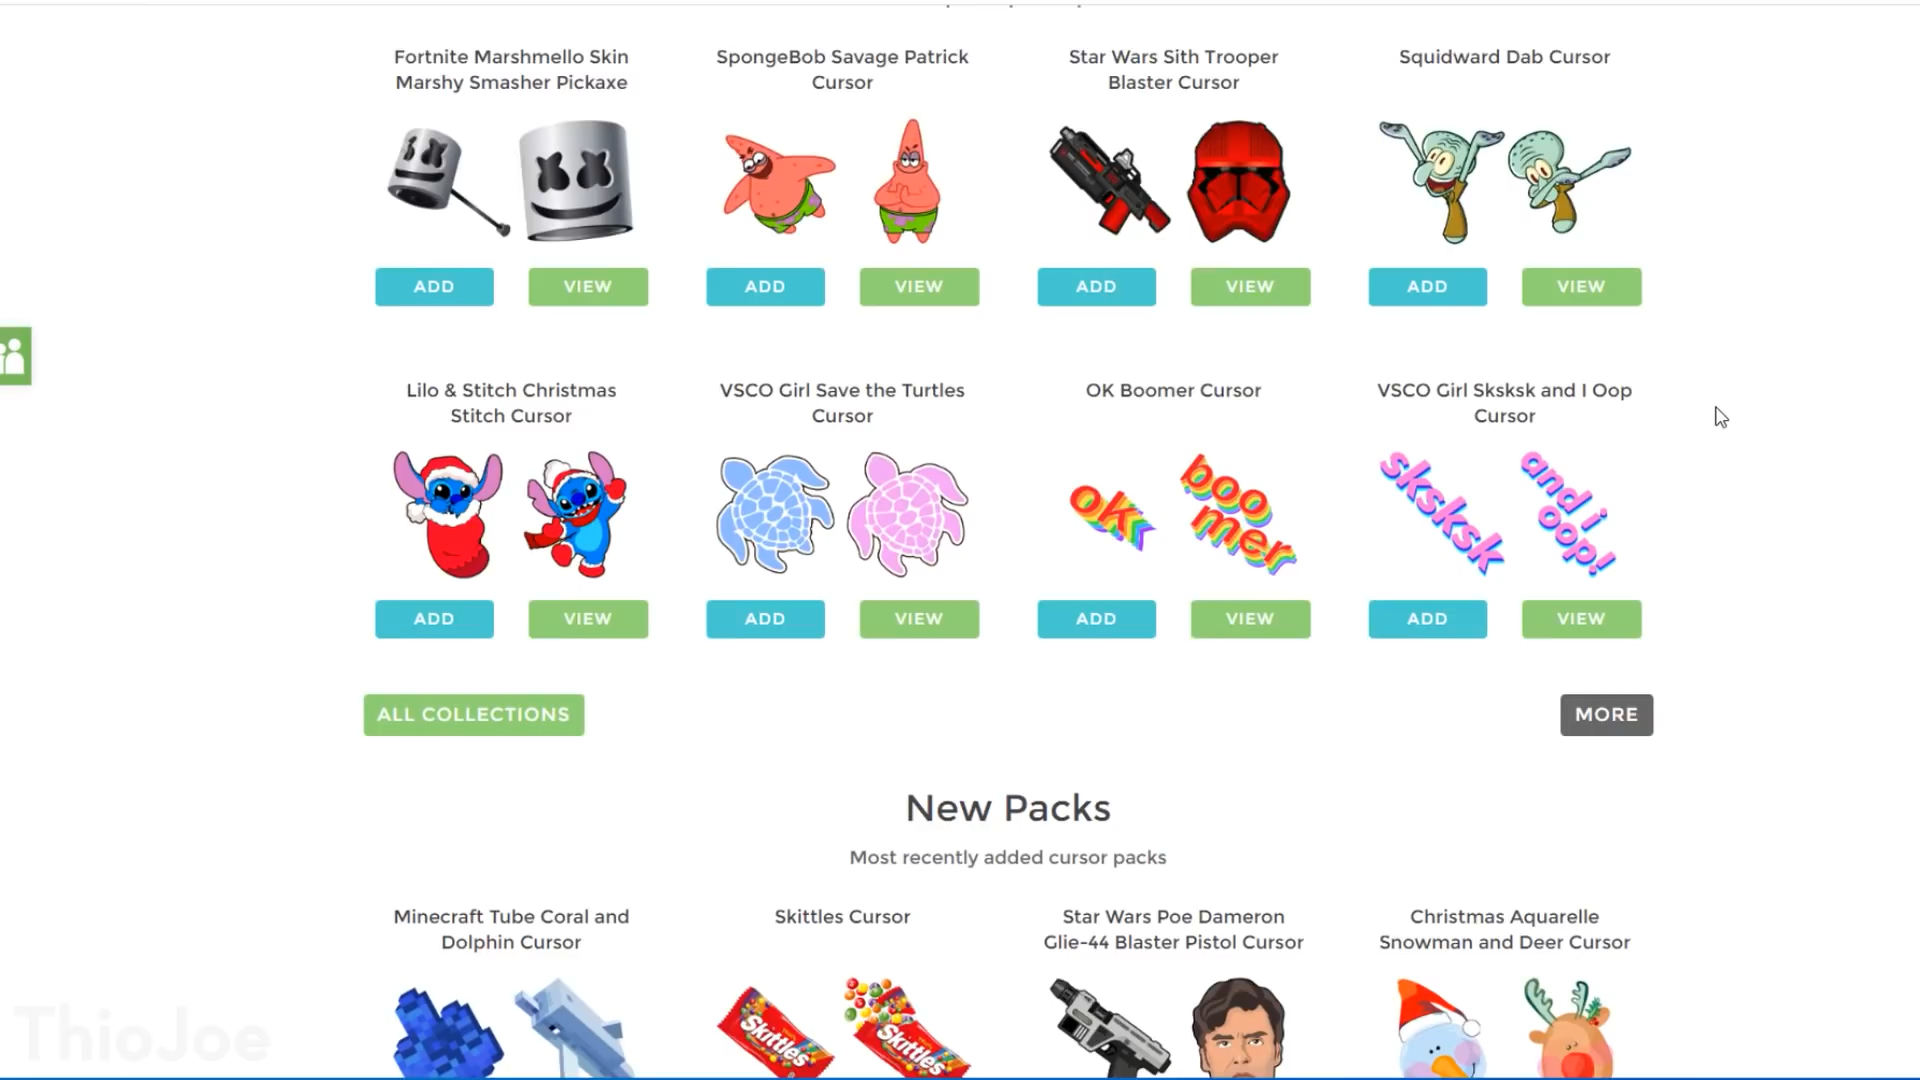 Fortnite Marshmello Skin
Marshy Smasher Pickaxe
SpongeBob Savage Patrick
Cursor
Star Wars Sith Trooper
Blaster Cursor
Squidward Dab Cursor
ADD
VIEW
ADD
VIEW
ADD
VIEW
ADD
VIEW
Lilo & Stitch Christmas
Stitch Cursor
VSCO Girl Save the Turtles
Cursor
OK Boomer Cursor
VSCO Girl Sksksk and I Oop
Cursor
ok
boo
mer
sksksk
and i
oop!
ADD
VIEW
ADD
VIEW
ADD
VIEW
ADD
VIEW
ALL COLLECTIONS
MORE
New Packs
Most recently added cursor packs
Minecraft Tube Coral and
Dolphin Cursor
Skittles Cursor
Star Wars Poe Dameron
Glie-44 Blaster Pistol Cursor
Christmas Aquarelle
Snowman and Deer Cursor
Skittles
Skittles
ThioJoe